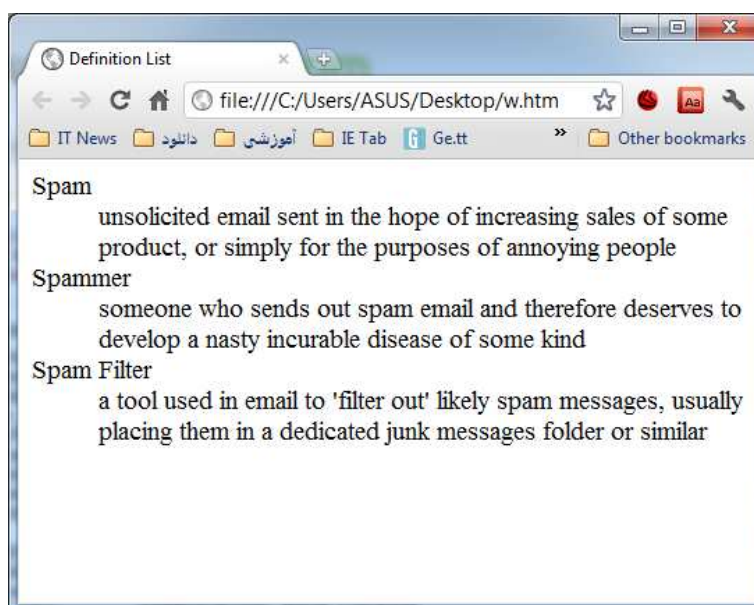 Definition List
file:///C:/Users/ASUS/Desktop/w.htm
Aa
IT News دانلود آموزشی IE Tab G Ge.tt » Other bookmarks
Spam
unsolicited email sent in the hope of increasing sales of some
product, or simply for the purposes of annoying people
Spammer
someone who sends out spam email and therefore deserves to
develop a nasty incurable disease of some kind
Spam Filter
a tool used in email to 'filter out' likely spam messages, usually
placing them in a dedicated junk messages folder or similar